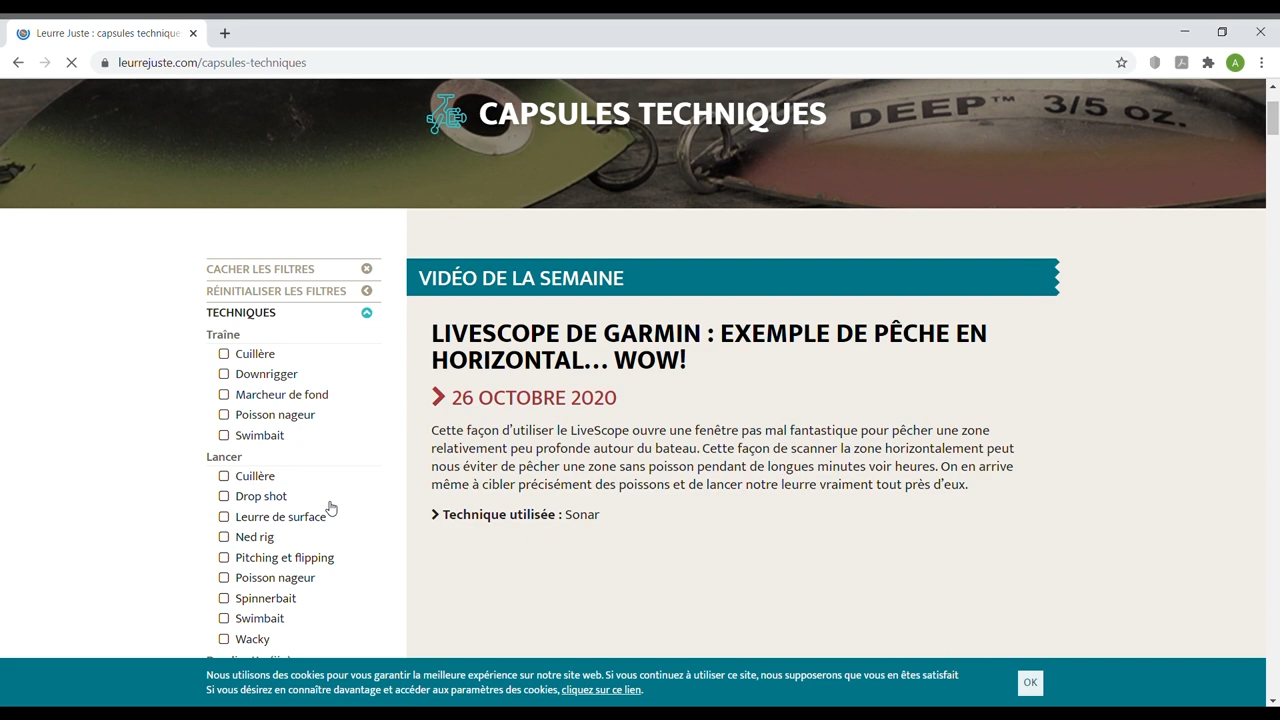 Leurre Juste : capsules technique
leurrejuste.com/capsules-techniques
A
CAPSULES TECHNIQUES
DEEP™ 3/5 oz.
CACHER LES FILTRES
RÉINITIALISER LES FILTRES
TECHNIQUES
Traîne
Cuillère
Downrigger
Marcheur de fond
Poisson nageur
Swimbait
Lancer
Cuillère
Drop shot
Leurre de surface
Ned rig
Pitching et flipping
Poisson nageur
Spinnerbait
Swimbait
Wacky
VIDÉO DE LA SEMAINE
LIVESCOPE DE GARMIN : EXEMPLE DE PÊCHE EN
HORIZONTAL… WOW!
26 OCTOBRE 2020
Cette façon d'utiliser le LiveScope ouvre une fenêtre pas mal fantastique pour pêcher une zone
relativement peu profonde autour du bateau. Cette façon de scanner la zone horizontalement peut
nous éviter de pêcher une zone sans poisson pendant de longues minutes voir heures. On en arrive
même à cibler précisément des poissons et de lancer notre leurre vraiment tout près d'eux.
Technique utilisée : Sonar
Nous utilisons des cookies pour vous garantir la meilleure expérience sur notre site web. Si vous continuez à utiliser ce site, nous supposerons que vous en êtes satisfait
Si vous désirez en connaître davantage et accéder aux paramètres des cookies, cliquez sur ce lien.
OK